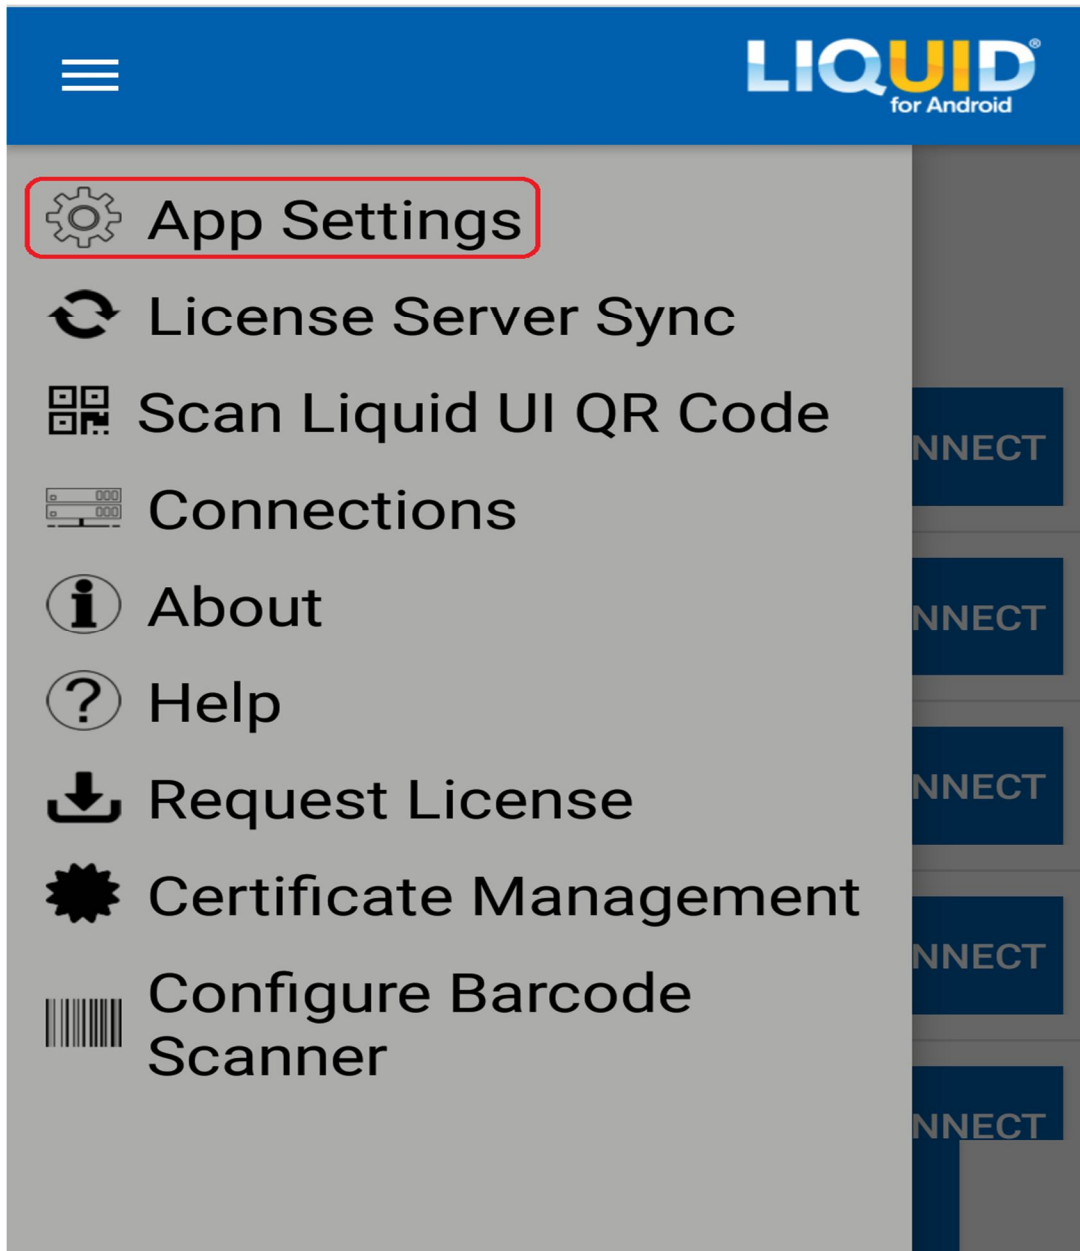 LIQUID®
for Android
App Settings
License Server Sync
Scan Liquid UI QR Code
Connections
About
Help
Request License
Certificate Management
Configure Barcode
Scanner
NNECT
NNECT
NNECT
NNECT
NNECT